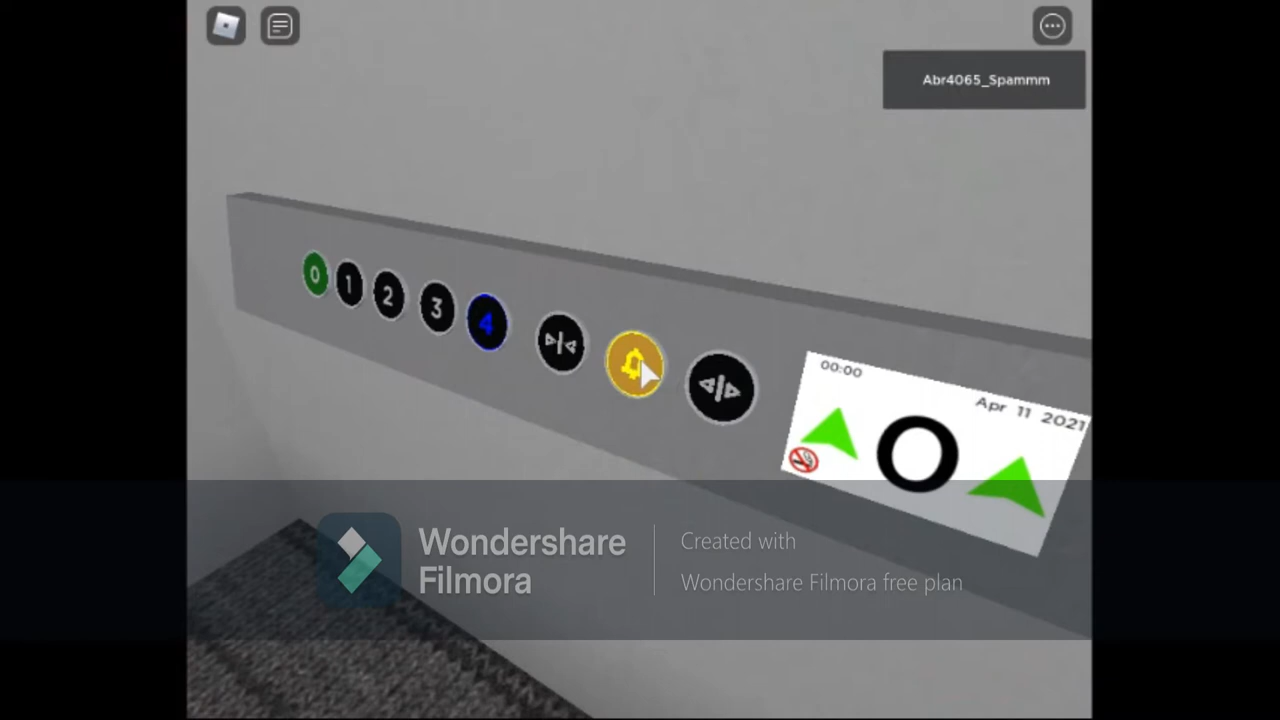 Abr4065_Spammm
0 1 2 3 4
00:00
Apr 11 2021
0
Wondershare
Filmora
Created with
Wondershare Filmora free plan